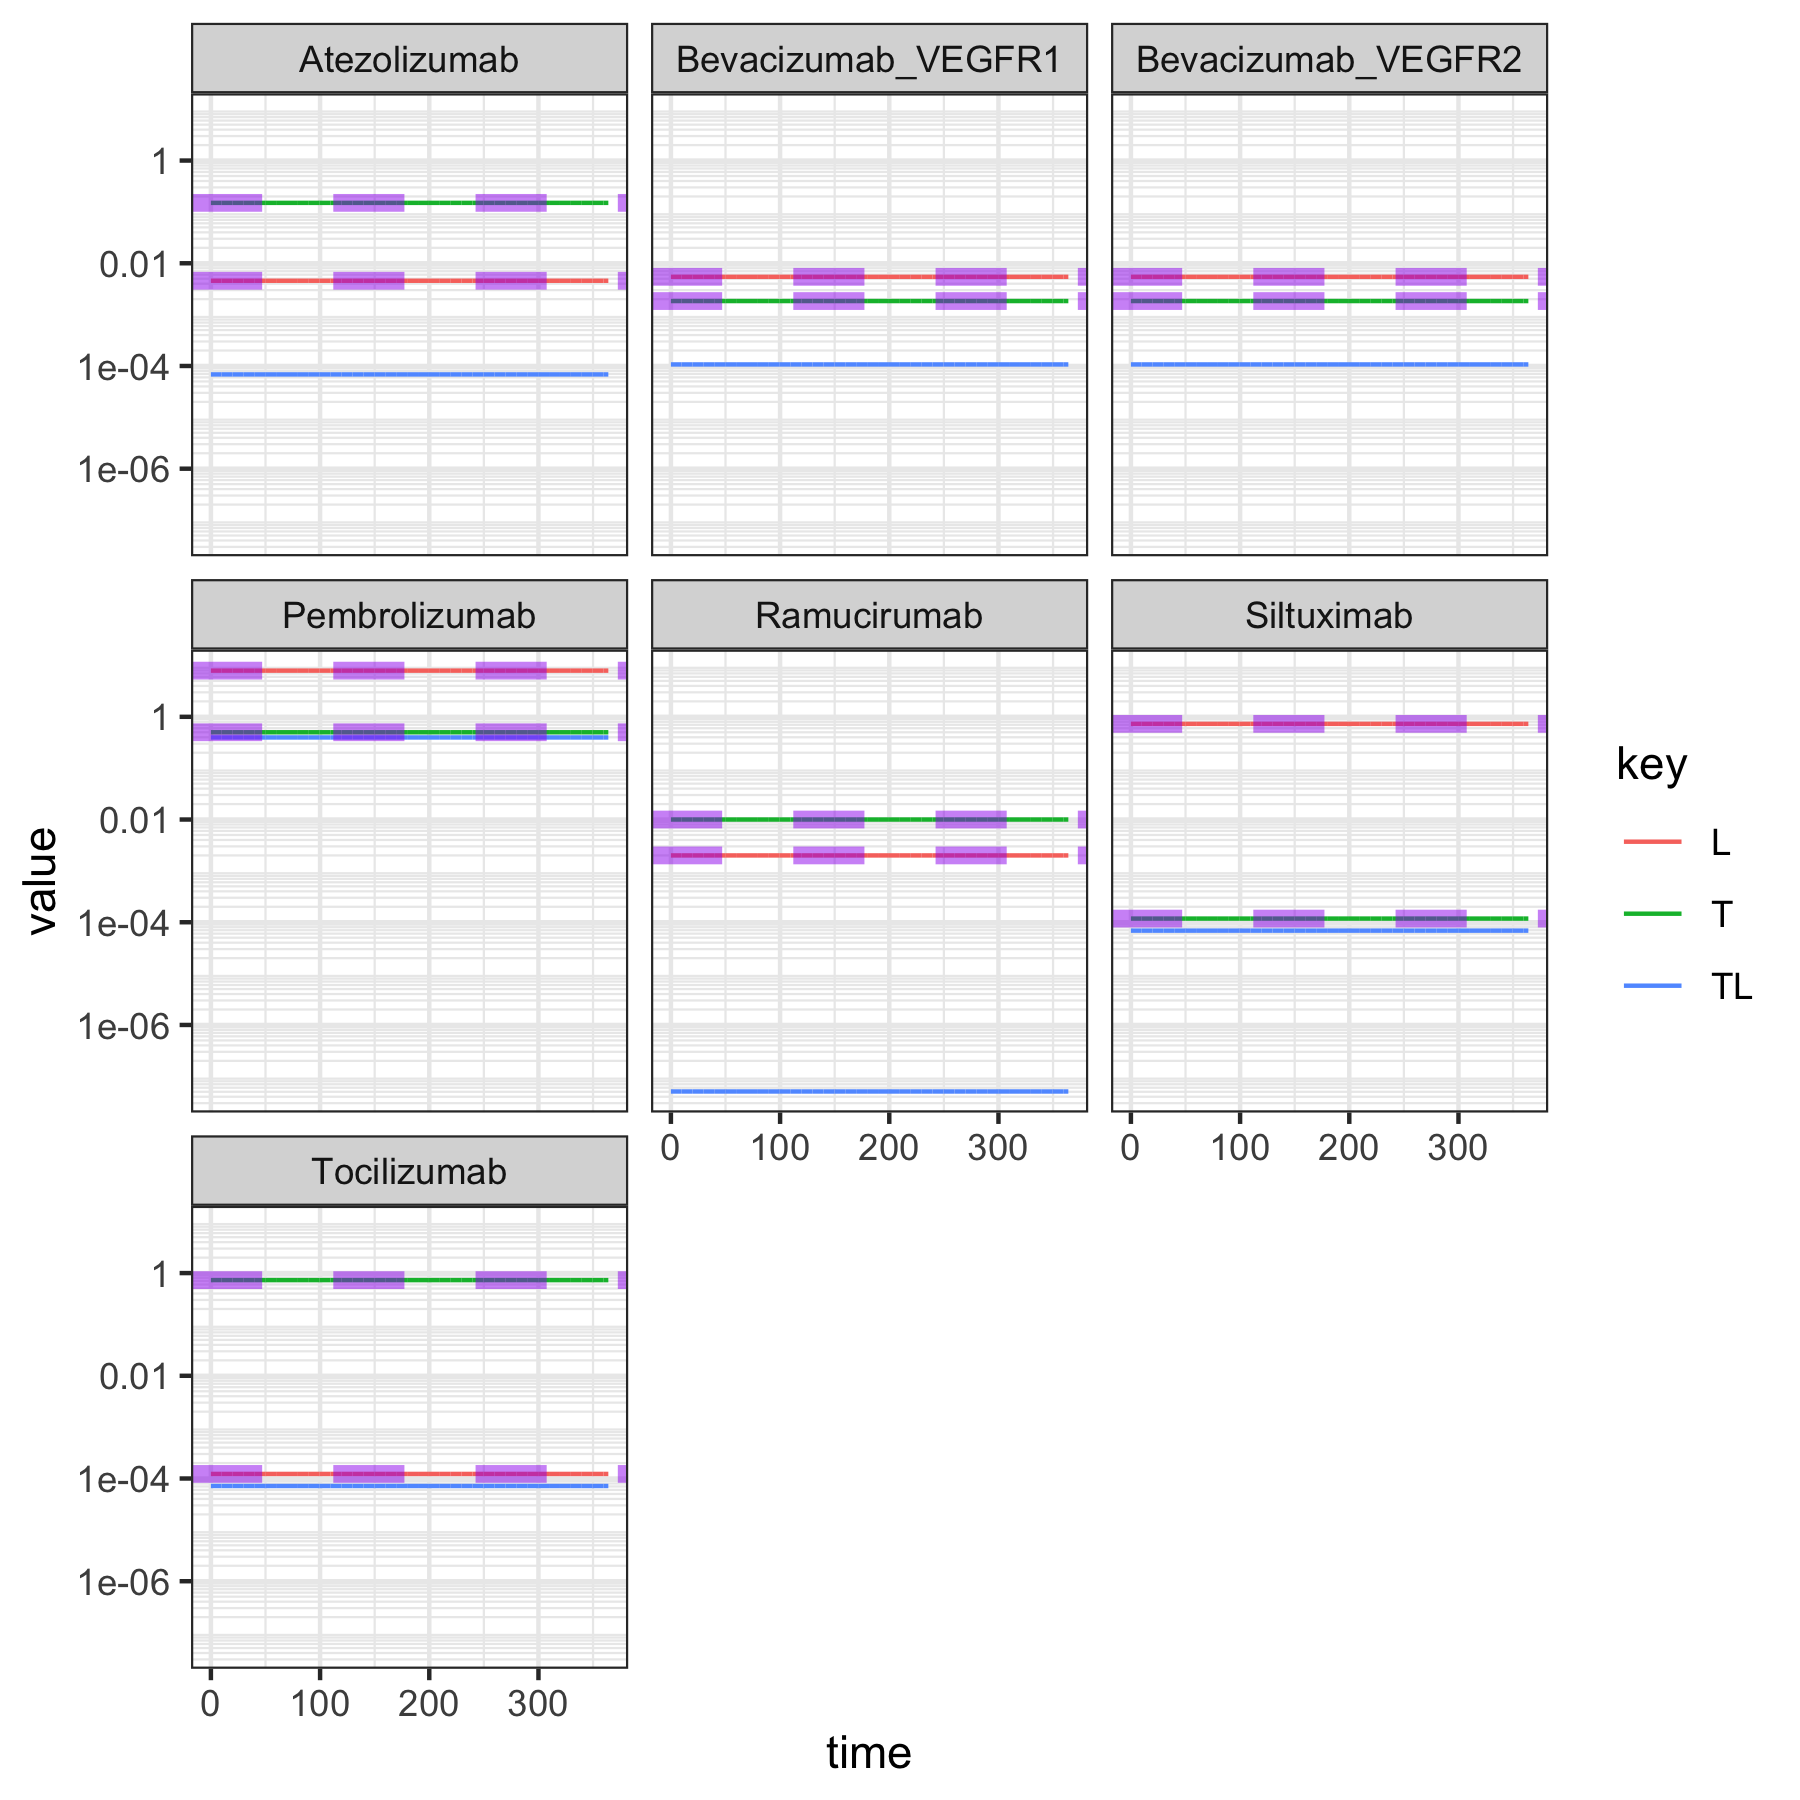 Atezolizumab
Bevacizumab_VEGFR1
Bevacizumab_VEGFR2
1
0.01
1e-04
1e-06
Pembrolizumab
Ramucirumab
Siltuximab
1
0.01
1e-04
1e-06
0 100 200 300
0 100 200 300
Tocilizumab
1
0.01
1e-04
1e-06
0 100 200 300
value
time
key
L
T
TL